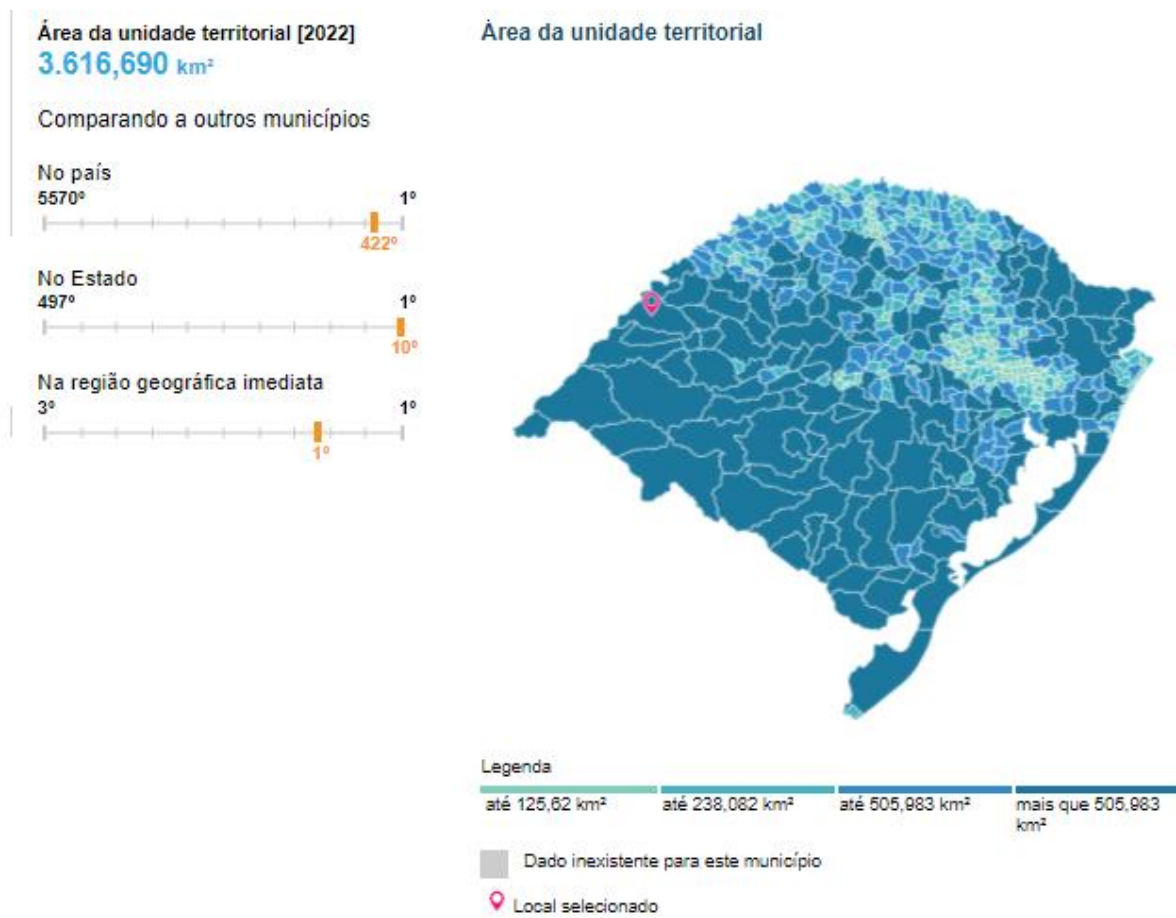 Área da unidade territorial [2022]
3.616,690 km²
Comparando a outros municípios
No país
5570º 1º
422º
No Estado
497º 1º
10º
Na região geográfica imediata
3º 1º
1º
Área da unidade territorial
Legenda
até 125,62 km²
até 238,082 km²
até 505,983 km²
mais que 505,983
km²
Dado inexistente para este município
Local selecionado